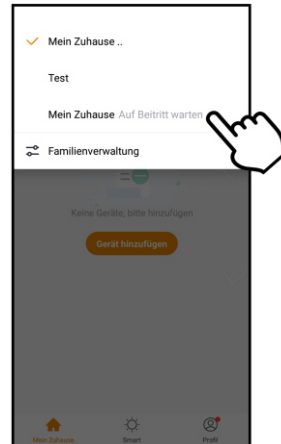 Mein Zuhause ..
Test
Mein Zuhause Auf Beitritt warten
Familienverwaltung
Keine Geräte, bitte hinzufügen
Gerät hinzufügen
Mein Zuhause Smart Profil